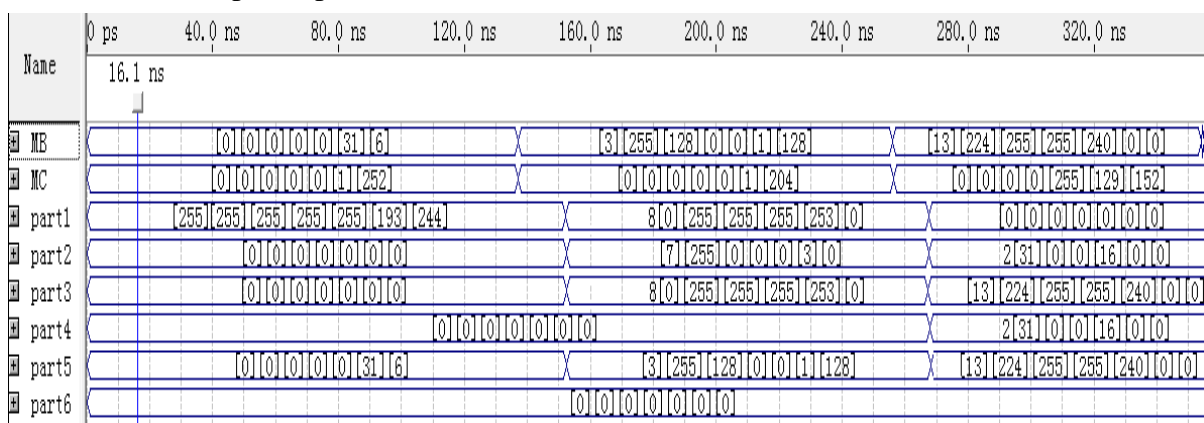 0 ps 40.0 ns 80.0 ns 120.0 ns 160.0 ns 200.0 ns 240.0 ns 280.0 ns 320.0 ns
Name
16.1 ns
MB [0] [0] [0] [0] [0] [31] [6] [3] [255] [128] [0] [0] [1] [128] [13] [224] [255] [255] [240] [0] [0]
MC [0] [0] [0] [0] [0] [1] [252] [0] [0] [0] [0] [0] [1] [204] [0] [0] [0] [0] [255] [129] [152]
part1 [255] [255] [255] [255] [255] [193] [244] 8[0] [255] [255] [255] [253] [0] [0] [0] [0] [0] [0] [0] [0]
part2 [0] [0] [0] [0] [0] [0] [0] [7] [255] [0] [0] [0] [3] [0] 2[31] [0] [0] [16] [0] [0]
part3 [0] [0] [0] [0] [0] [0] [0] 8[0] [255] [255] [255] [253] [0] [13] [224] [255] [255] [240] [0] [0]
part4 [0] [0] [0] [0] [0] [0] [0] 2[31] [0] [0] [16] [0] [0]
part5 [0] [0] [0] [0] [0] [31] [6] [3] [255] [128] [0] [0] [1] [128] [13] [224] [255] [255] [240] [0] [0]
part6 [0] [0] [0] [0] [0] [0] [0]